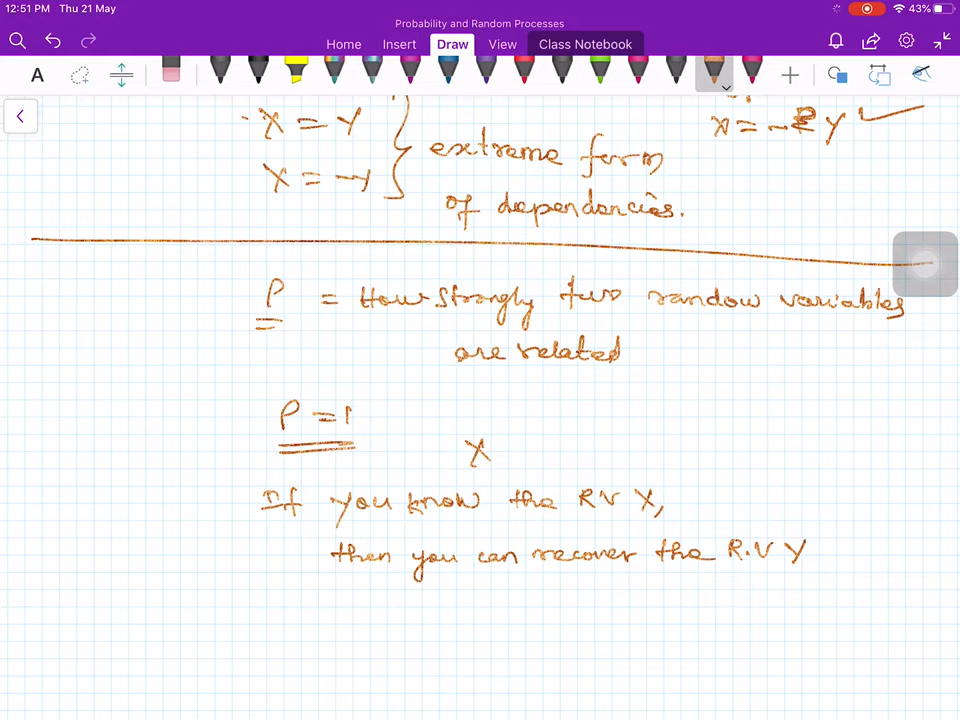 12:51 PM Thu 21 May
43%
Probability and Random Processes
Home Insert Draw View Class Notebook
A
X = Y
X = -Y
extreme form
of dependencies.
X = - Y
ρ = How strongly two random variables
are related
ρ = 1
X
If you know the RV X,
then you can recover the R.V Y